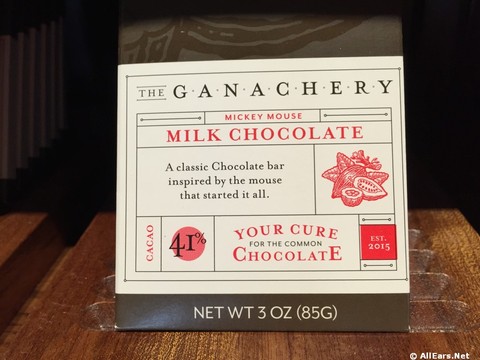 THE G·A·N·A·C·H·E·R·Y
MICKEY MOUSE
MILK CHOCOLATE
A classic Chocolate bar
inspired by the mouse
that started it all.
CACAO
41%
YOUR CURE
FOR THE COMMON
CHOCOLATE
EST.
2015
NET WT 3 OZ (85G)
© AllEars.Net